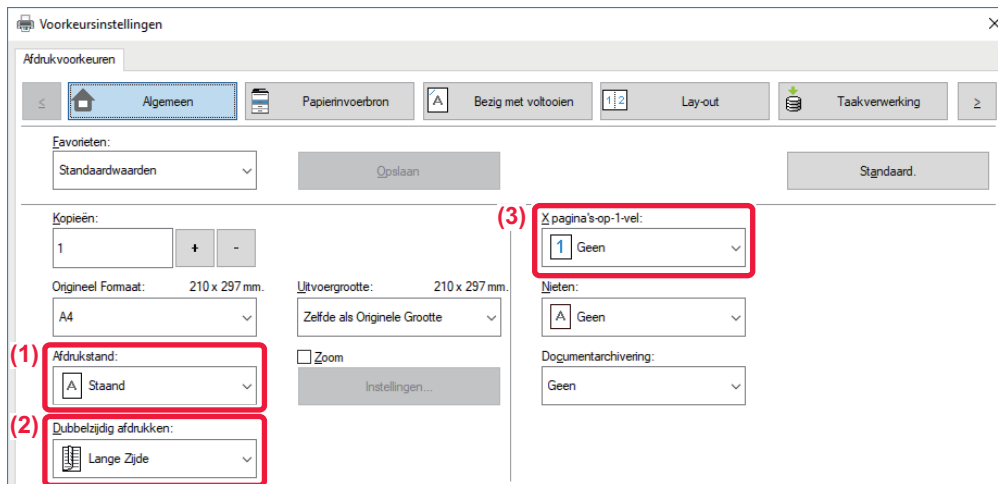 Voorkeursinstellingen
Afdrukvoorkeuren
< Algemeen Papierinvoerbron A Bezig met voltooien 1 2 Lay-out Taakverwerking >
Favorieten:
Standaardwaarden Opslaan Standaard.
Kopieën: (3) X pagina's-op-1-vel:
1 + - 1 Geen
Origineel Formaat: 210 x 297 mm. Uitvoergrootte: 210 x 297 mm. Nieten:
A4 Zelfde als Originele Grootte A Geen
(1) Afdrukstand: Zoom Documentarchivering:
A Staand Instellingen... Geen
(2) Dubbelzijdig afdrukken:
Lange Zijde